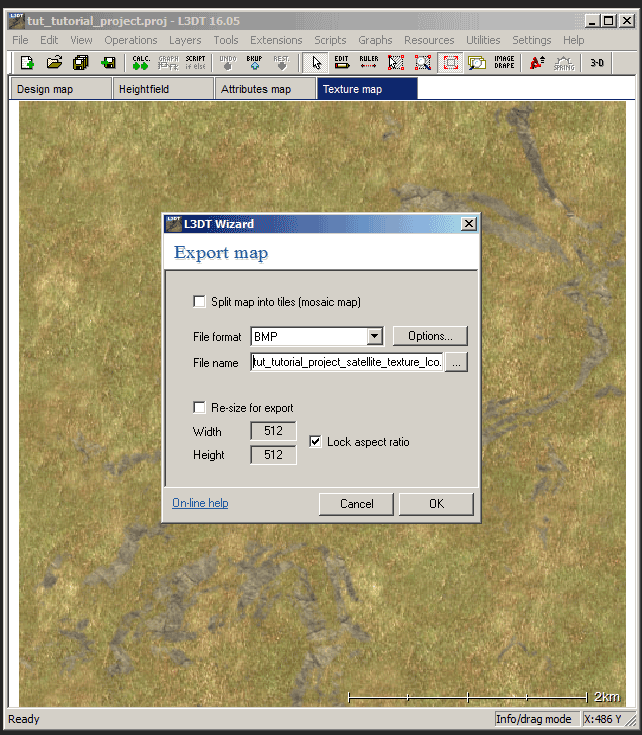 tut_tutorial_project.proj - L3DT 16.05
File Edit View Operations Layers Tools Extensions Scripts Graphs Resources Utilities Settings Help
CALC. GRAPH SCRIPT if else UNDO BKUP REST. EDIT RULER IMAGE DRAPE SPRING 3-D
Design map Heightfield Attributes map Texture map
L3DT Wizard
Export map
Split map into tiles (mosaic map)
File format BMP Options...
File name tut_tutorial_project_satellite_texture_lco. ...
Re-size for export
Width 512
Lock aspect ratio
Height 512
On-line help Cancel OK
2km
Ready Info/drag mode X:486 Y